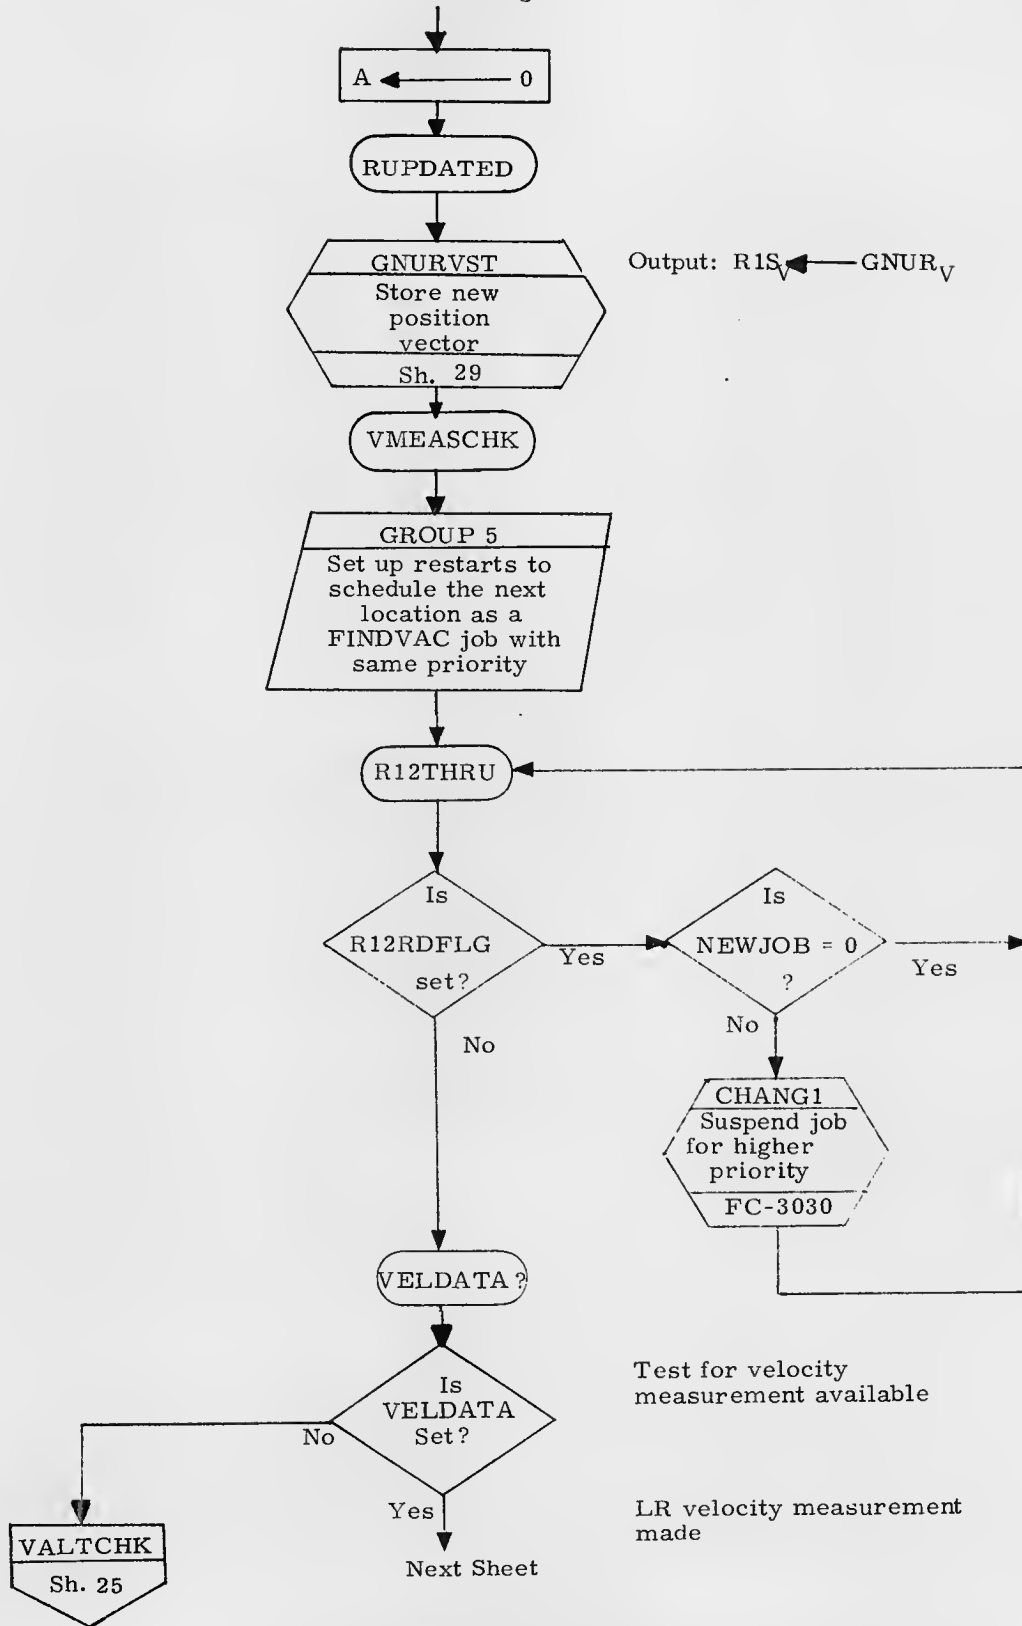 A 0
RUPDATED
GNURVST
Store new
position
vector
Sh. 29
Output: R1SV GNURV
VMEASCHK
GROUP 5
Set up restarts to
schedule the next
location as a
FINDVAC job with
same priority
R12THRU
Is
R12RDFLG
set?
Yes
No
Is
NEWJOB = 0
?
Yes
No
CHANG1
Suspend job
for higher
priority
FC-3030
VELDATA?
Is
VELDATA
Set?
No
Yes
Test for velocity
measurement available
LR velocity measurement
made
Next Sheet
VALTCHK
Sh. 25